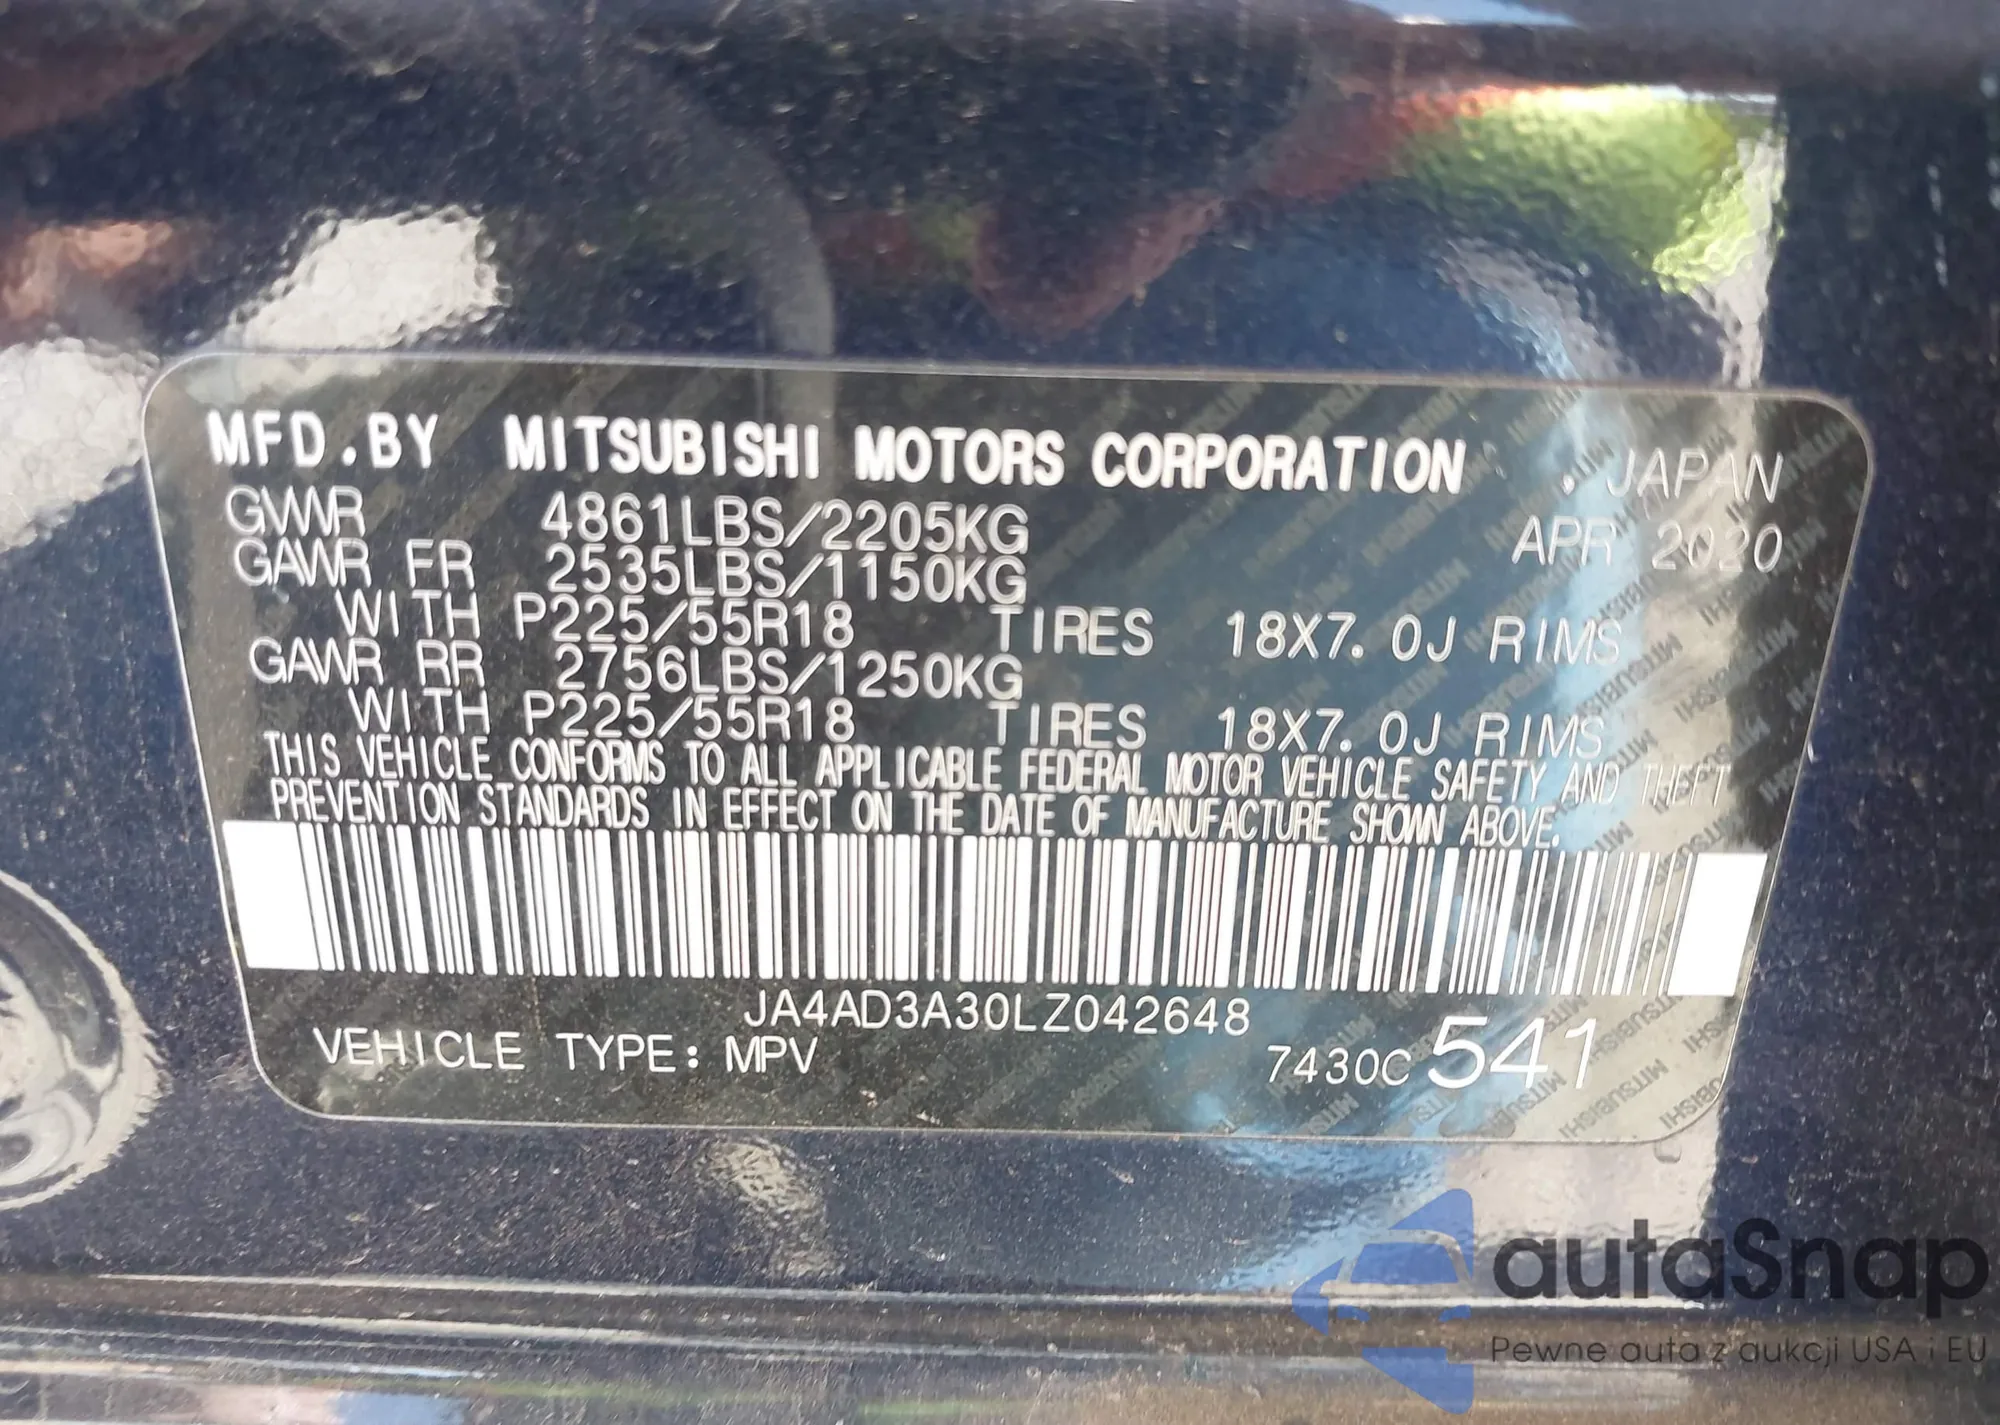 MFD.BY MITSUBISHI MOTORS CORPORATION . JAPAN
GVWR 4861LBS/2205KG APR 2020
GAWR FR 2535LBS/1150KG
WITH P225/55R18 TIRES 18X7.0J RIMS
GAWR RR 2756LBS/1250KG
WITH P225/55R18 TIRES 18X7.0J RIMS
THIS VEHICLE CONFORMS TO ALL APPLICABLE FEDERAL MOTOR VEHICLE SAFETY AND THEFT
PREVENTION STANDARDS IN EFFECT ON THE DATE OF MANUFACTURE SHOWN ABOVE.
JA4AD3A30LZ042648
VEHICLE TYPE: MPV 7430C 541
autaSnap
Pewne auta z aukcji USA i EU